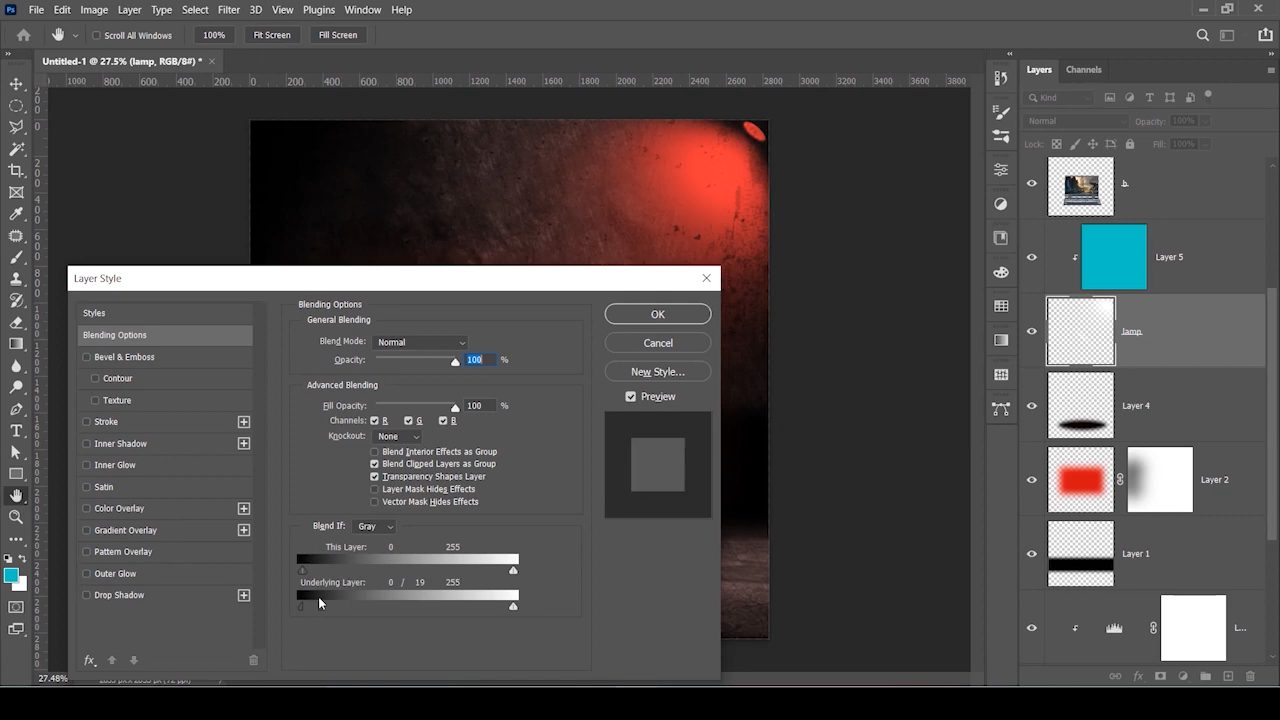 Ps File Edit Image Layer Type Select Filter 3D View Plugins Window Help
Scroll All Windows 100% Fit Screen Fill Screen
Untitled-1 @ 27.5% (lamp, RGB/8#) *
1000 800 600 400 200 0 200 400 600 800 1000 1200 1400 1600 1800 2000 2200 2400 2600 2800 3000 3200 3400 3600 3800
Layers Channels
Kind
Normal Opacity: 100%
Lock: Fill: 100%
b.
Layer 5
lamp.
Layer 4
Layer 2
Layer 1
L...
Layer Style
Styles
Blending Options
Bevel & Emboss
Contour
Texture
Stroke
Inner Shadow
Inner Glow
Satin
Color Overlay
Gradient Overlay
Pattern Overlay
Outer Glow
Drop Shadow
fx
Blending Options
General Blending
Blend Mode: Normal
Opacity: 100 %
Advanced Blending
Fill Opacity: 100 %
Channels: R G B
Knockout: None
Blend Interior Effects as Group
Blend Clipped Layers as Group
Transparency Shapes Layer
Layer Mask Hides Effects
Vector Mask Hides Effects
Blend If: Gray
This Layer: 0 255
Underlying Layer: 0 / 19 255
OK
Cancel
New Style...
Preview
27.48%